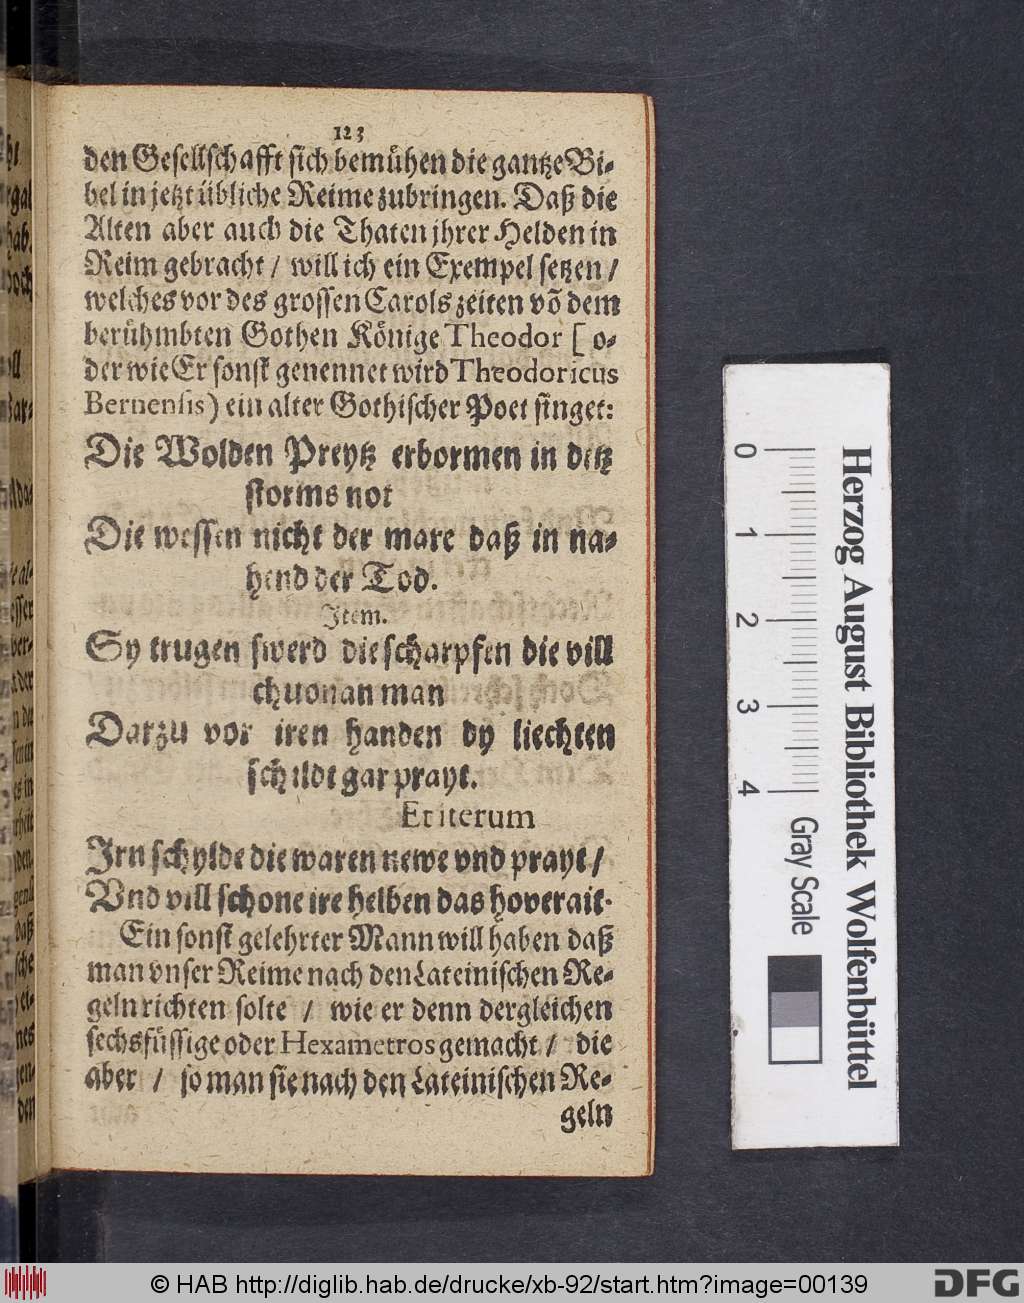 123
den Gesellschafft sich bemühen die gantze Bi-
bel in jetzt übliche Reime zubringen. Daß die
Alten aber auch die Thaten jhrer Helden in
Reim gebracht / will ich ein Exempel setzen /
welches vor des grossen Carols zeiten võ dem
berühmbten Gothen Könige Theodor [ o-
der wie Er sonst genennet wird Theodoricus
Bernensis) ein alter Gothischer Poet singet:
Die Wolden Preytz erbormen in detz
storms not
Die wessen nicht der mare daß in na-
hend der Tod.
Item.
Sy trugen swerd die scharpfen die vill
chuonan man
Darzu vor iren handen dy liechten
schildt gar prayt.
Et iterum
Irn schylde die waren newe vnd prayt /
Vnd vill schone ire helben das hoverait.
Ein sonst gelehrter Mann will haben daß
man vnser Reime nach den Lateinischen Re-
geln richten solte / wie er denn dergleichen
sechsfüssige oder Hexametros gemacht / die
aber / so man sie nach den Lateinischen Re-
geln
0 1 2 3 4
Gray Scale
Herzog August Bibliothek Wolfenbüttel
© HAB http://diglib.hab.de/drucke/xb-92/start.htm?image=00139
DFG